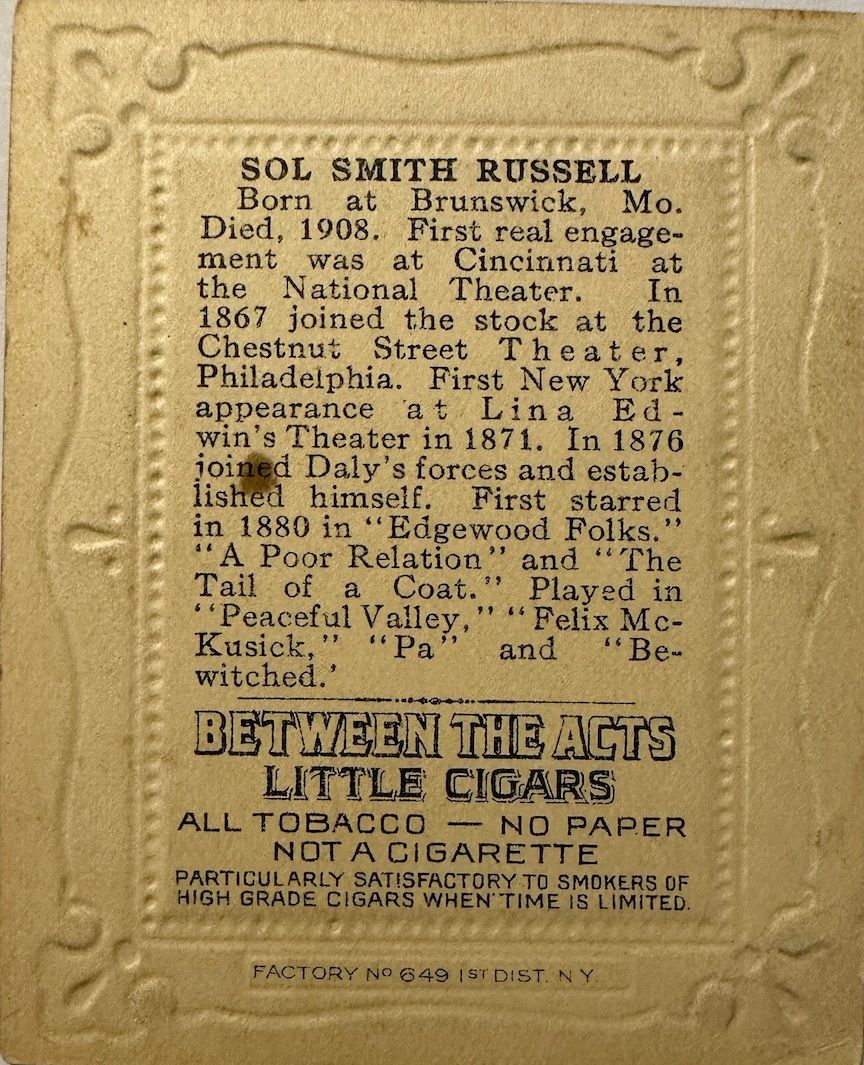 SOL SMITH RUSSELL
Born at Brunswick, Mo.
Died, 1908. First real engage-
ment was at Cincinnati at
the National Theater. In
1867 joined the stock at the
Chestnut Street Theater,
Philadelphia. First New York
appearance at Lina Ed-
win's Theater in 1871. In 1876
joined Daly's forces and estab-
lished himself. First starred
in 1880 in "Edgewood Folks."
"A Poor Relation" and "The
Tail of a Coat." Played in
"Peaceful Valley," "Felix Mc-
Kusick," "Pa" and "Be-
witched.'
BETWEEN THE ACTS
LITTLE CIGARS
ALL TOBACCO — NO PAPER
NOT A CIGARETTE
PARTICULARLY SATISFACTORY TO SMOKERS OF
HIGH GRADE CIGARS WHEN TIME IS LIMITED.
FACTORY No 649 1ST DIST. N Y.